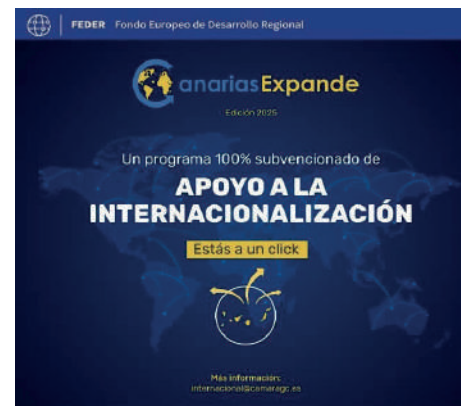 FEDER Fondo Europeo de Desarrollo Regional
CanariasExpande
Edición 2025
Un programa 100% subvencionado de
APOYO A LA
INTERNACIONALIZACIÓN
Estás a un click
Más información:
internacional@camaragc.es